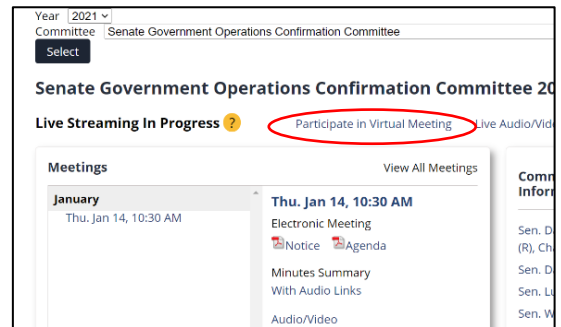 Year 2021
Committee Senate Government Operations Confirmation Committee
Select
Senate Government Operations Confirmation Committee 20
Live Streaming In Progress ? Participate in Virtual Meeting Live Audio/Vide
Meetings View All Meetings
January
Thu. Jan 14, 10:30 AM
Thu. Jan 14, 10:30 AM
Electronic Meeting
Notice Agenda
Minutes Summary
With Audio Links
Audio/Video
Comm
Inform
Sen. D
(R), Ch
Sen. D
Sen. Lu
Sen. W